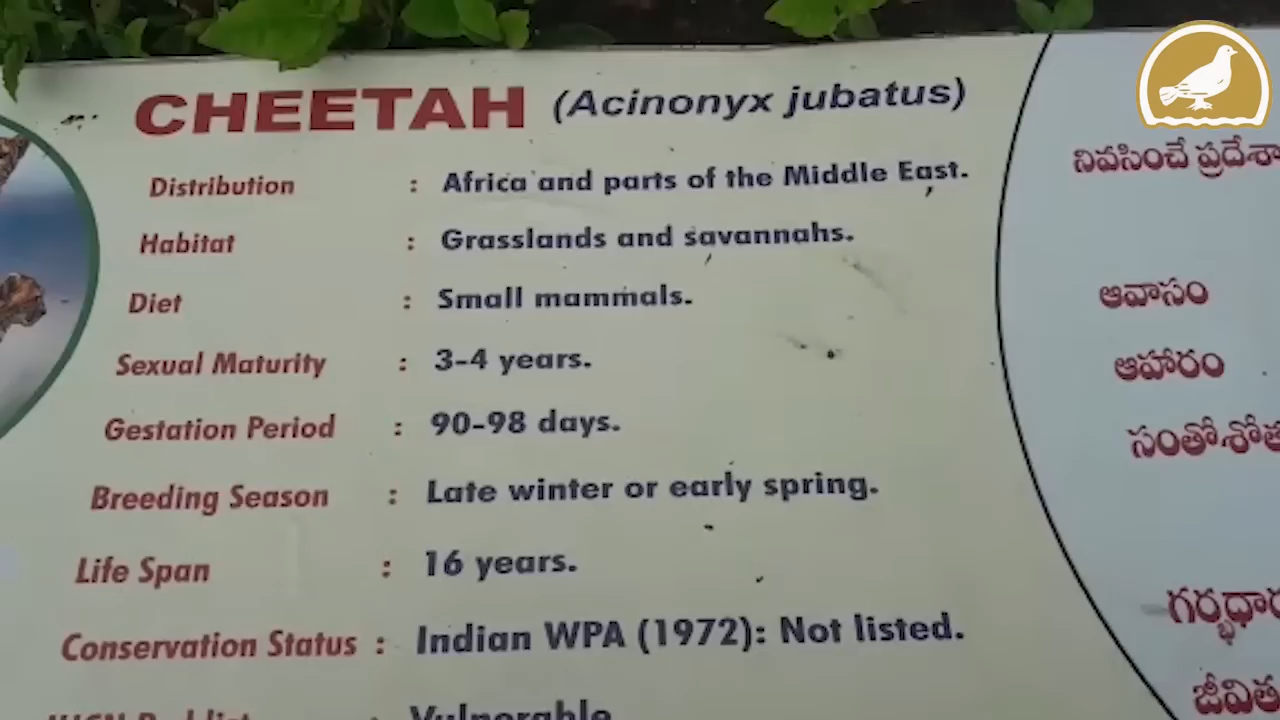 CHEETAH (Acinonyx jubatus)
Distribution : Africa and parts of the Middle East.
Habitat : Grasslands and savannahs.
Diet : Small mammals.
Sexual Maturity : 3-4 years.
Gestation Period : 90-98 days.
Breeding Season : Late winter or early spring.
Life Span : 16 years.
Conservation Status : Indian WPA (1972): Not listed.
Vulnerable
నివసించే
ఆవాసం
ఆహారం